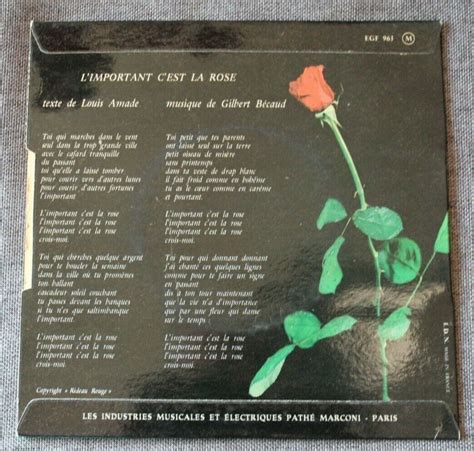 EGF 961 M
L'IMPORTANT C'EST LA ROSE
texte de Louis Amade
musique de Gilbert Bécaud
Toi qui marches dans le vent
seul dans la trop grande ville
avec le cafard tranquille
du passant
toi qu'elle a laissé tomber
pour courir vers d'autres lunes
pour courir d'autres fortunes
l'important
L'important c'est la rose
l'important c'est la rose
l'important c'est la rose
crois-moi.
Toi qui cherches quelque argent
pour te boucler la semaine
dans la ville où tu promènes
ton ballant
cascadeur soleil couchant
tu passes devant les banques
si tu n'es que saltimbanque
l'important.
L'important c'est la rose
l'important c'est la rose
l'important c'est la rose
crois-moi.
Toi petit que tes parents
ont laissé seul sur la terre
petit oiseau de misère
sans printemps
dans ta veste de drap blanc
il fait froid comme en bohème
tu as le cœur comme en carême
et pourtant.
L'important c'est la rose
l'important c'est la rose
l'important c'est la rose
crois-moi.
Toi pour qui donnant donnant
j'ai chanté ces quelques lignes
comme pour te faire un signe
en passant
dis à ton tour maintenant
que la vie n'a d'importance
que par une fleur qui danse
sur le temps.
L'important c'est la rose
l'important c'est la rose
l'important c'est la rose
crois-moi.
Copyright « Rideau Rouge »
LES INDUSTRIES MUSICALES ET ÉLECTRIQUES PATHÉ MARCONI - PARIS
I.D.N. MADE IN FRANCE